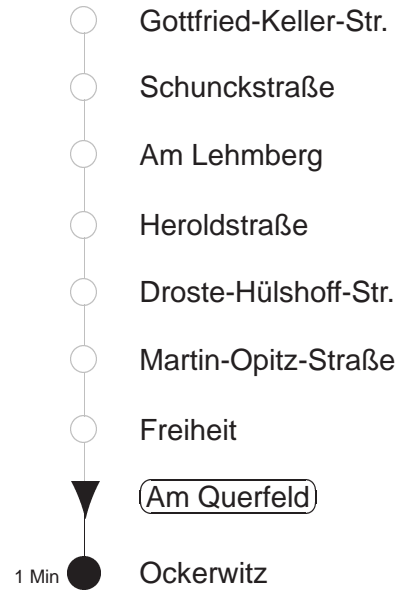 Gottfried-Keller-Str.
Schunckstraße
Am Lehmberg
Heroldstraße
Droste-Hülshoff-Str.
Martin-Opitz-Straße
Freiheit
Am Querfeld
1 Min Ockerwitz